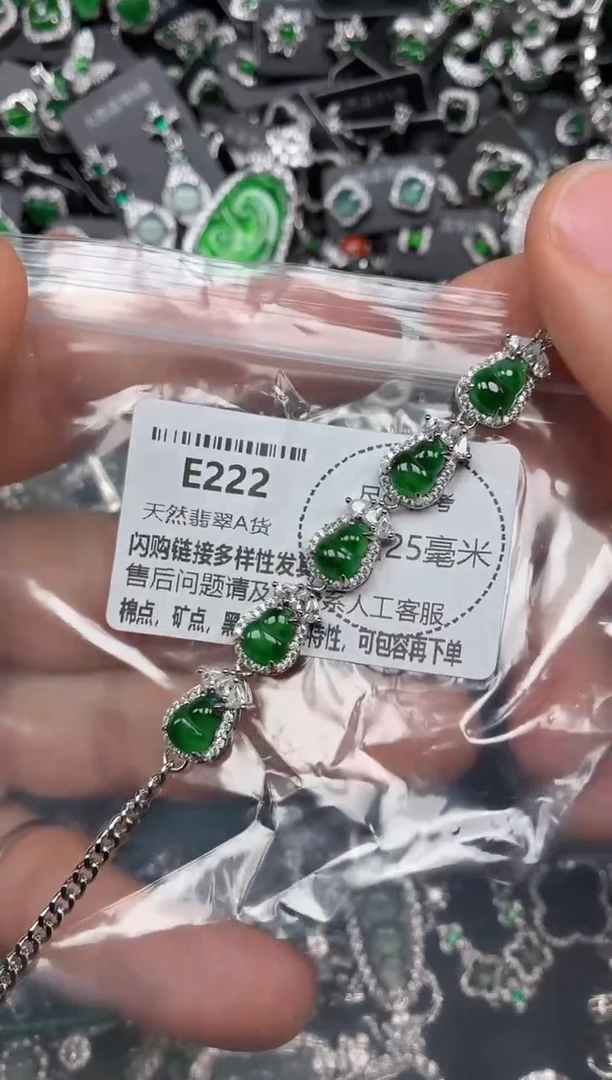 E222
天然翡翠A货
25毫米
闪购链接多样性发
售后问题请及 系人工客服
棉点，矿点，黑 特性，可包容再下单